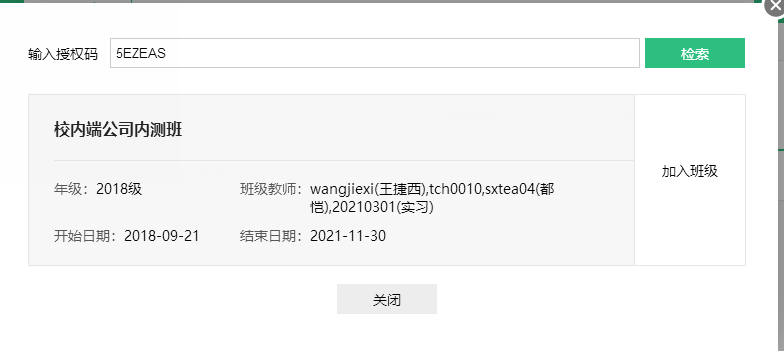 输入授权码 5EZEAS 检索
校内端公司内测班
年级：2018级 班级教师：wangjiexi(王捷西),tch0010,sxtea04(都
恺),20210301(实习)
加入班级
开始日期：2018-09-21 结束日期：2021-11-30
关闭